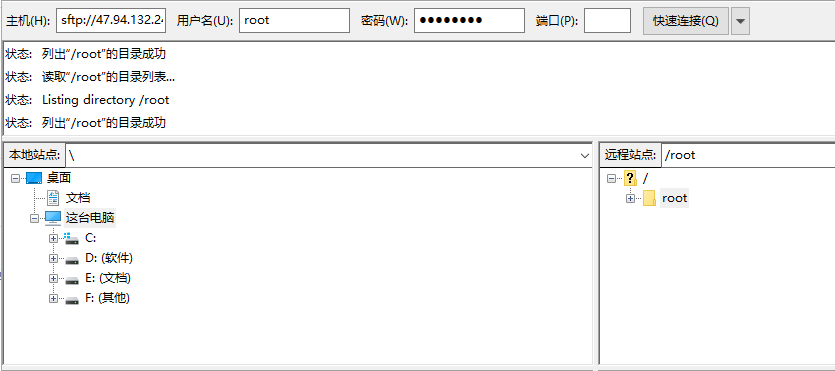 主机(H): sftp://47.94.132.24 用户名(U): root 密码(W): ●●●●●●●● 端口(P): 快速连接(Q)
状态: 列出"/root"的目录成功
状态: 读取"/root"的目录列表...
状态: Listing directory /root
状态: 列出"/root"的目录成功
本地站点: \
远程站点: /root
桌面
文档
这台电脑
C:
D: (软件)
E: (文档)
F: (其他)
/
root